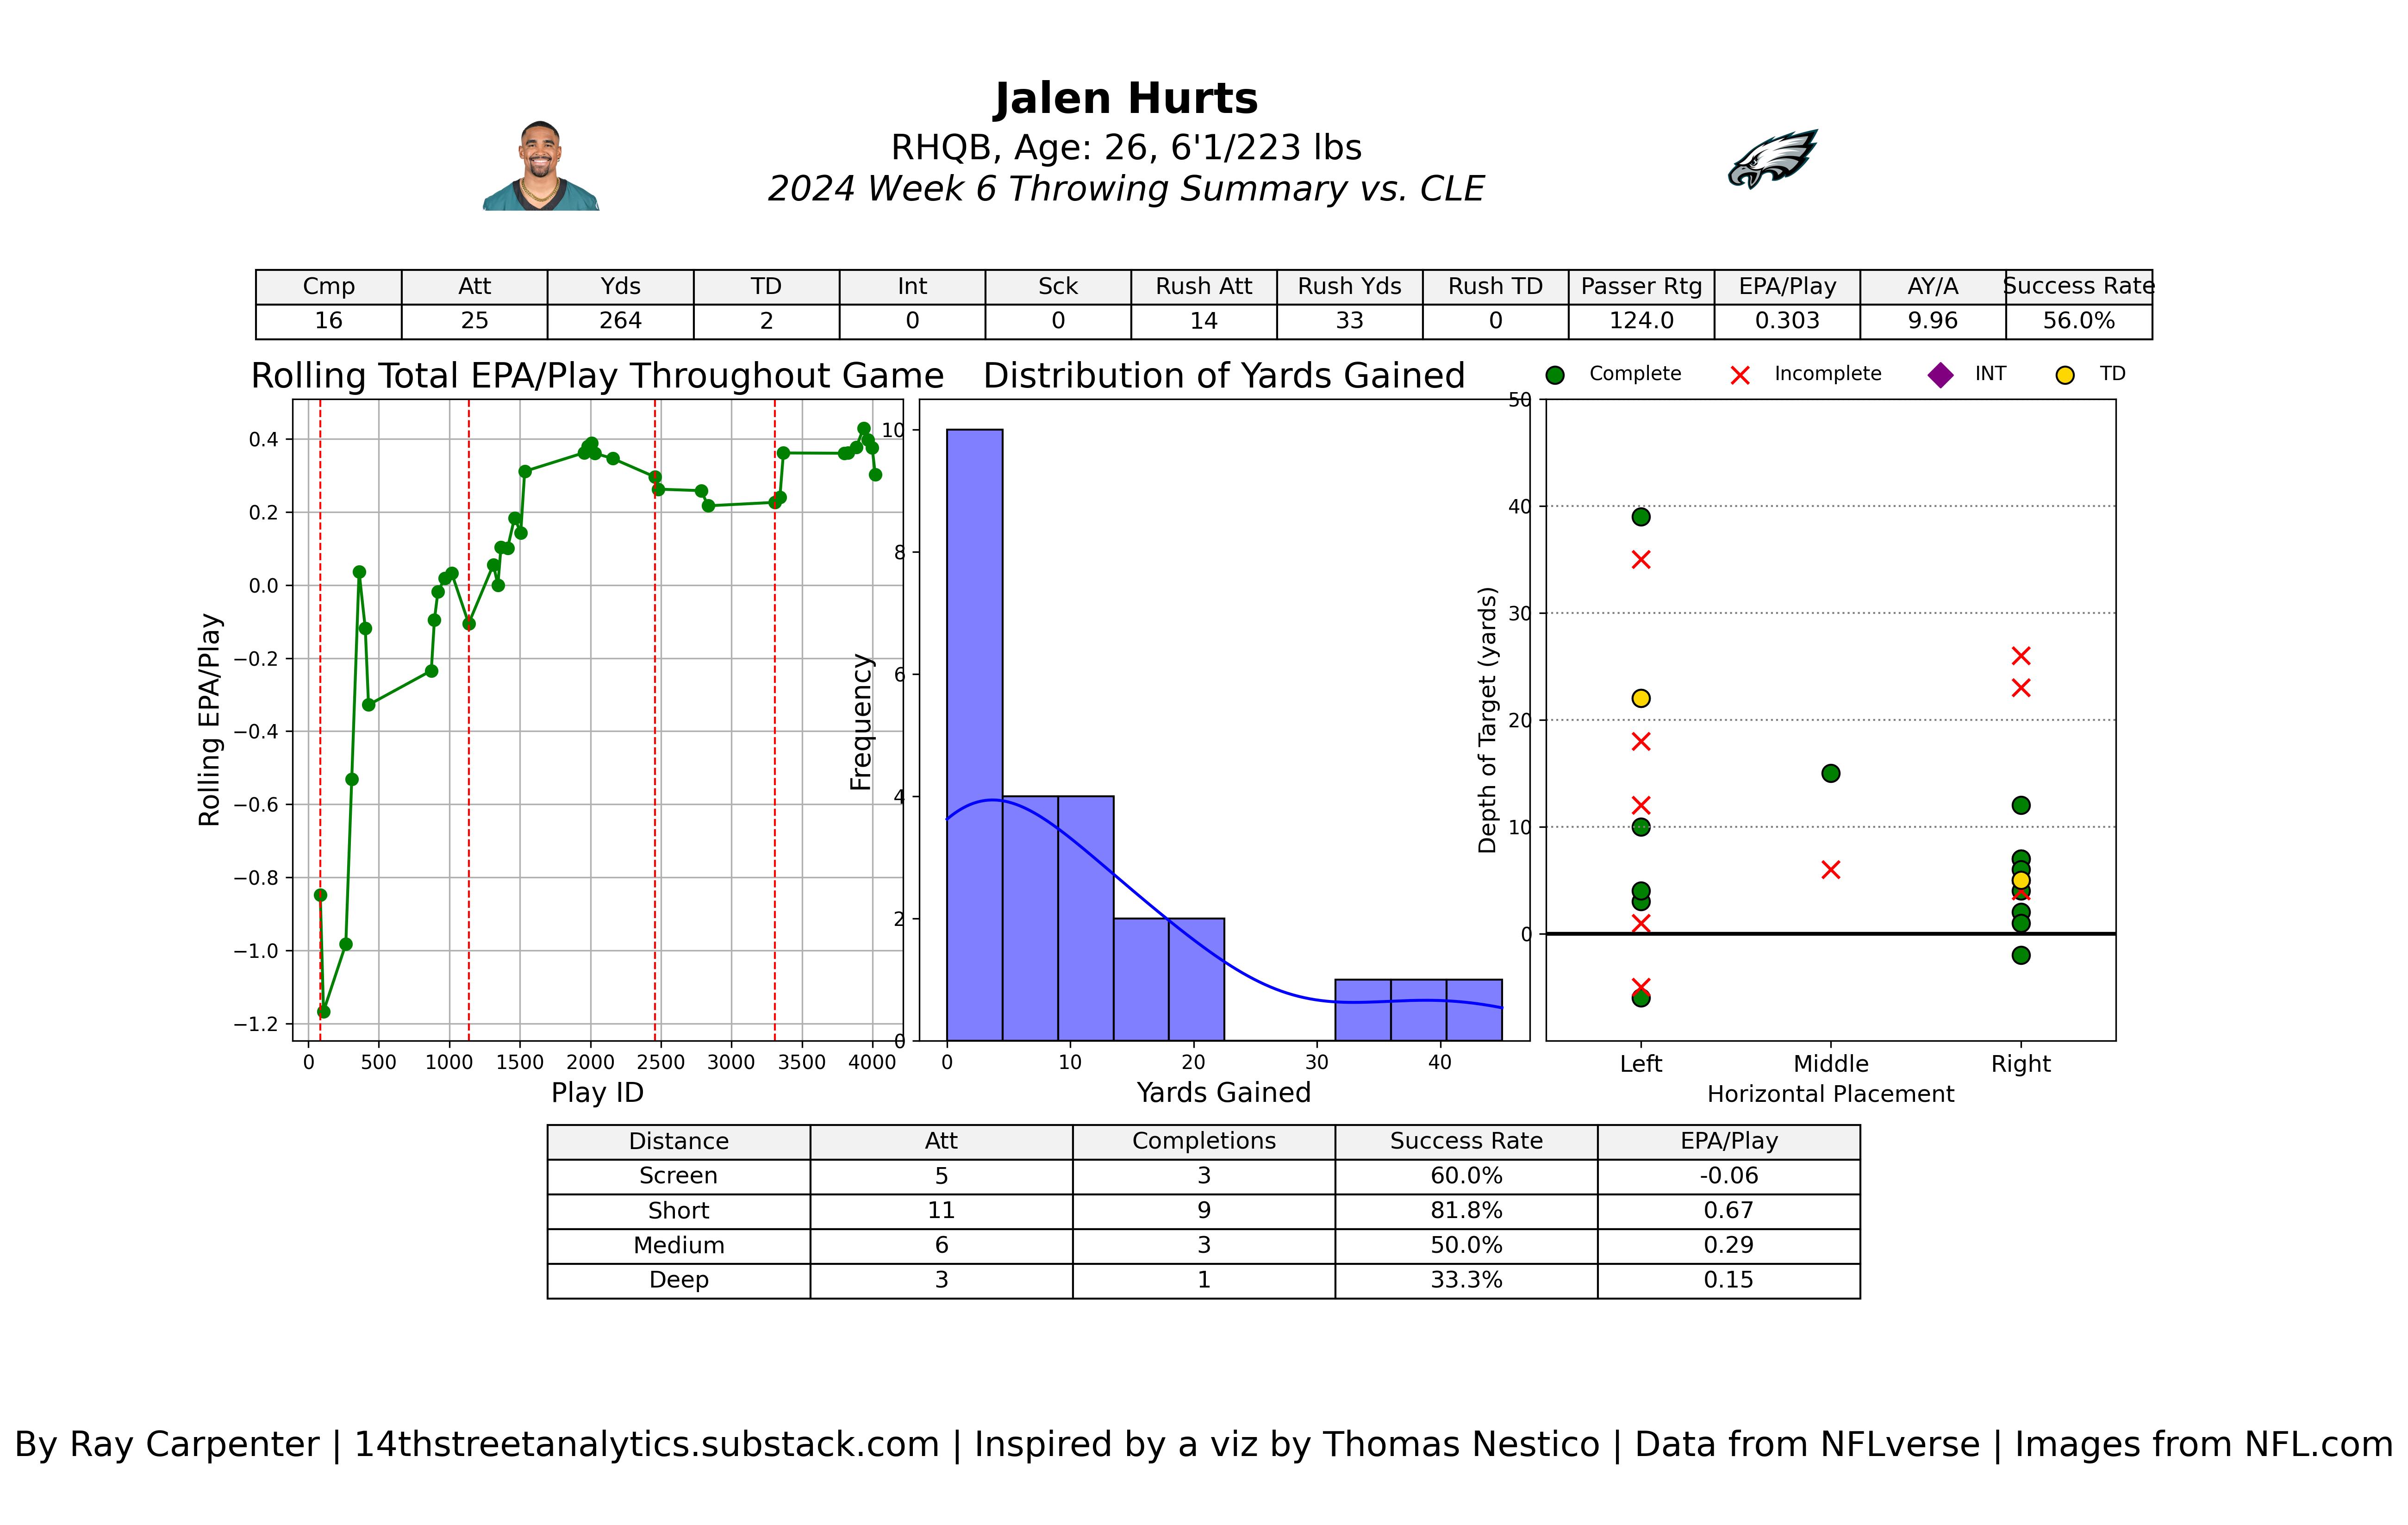 Jalen Hurts
RHQB, Age: 26, 6'1/223 lbs
2024 Week 6 Throwing Summary vs. CLE
Cmp Att Yds TD Int Sck Rush Att Rush Yds Rush TD Passer Rtg EPA/Play AY/A Success Rate
16 25 264 2 0 0 14 33 0 124.0 0.303 9.96 56.0%
Rolling Total EPA/Play Throughout Game
0.4
0.2
0.0
−0.2
−0.4
−0.6
−0.8
−1.0
−1.2
Rolling EPA/Play
0 500 1000 1500 2000 2500 3000 3500 4000
Play ID
Distribution of Yards Gained
10
8
6
4
2
0
Frequency
0 10 20 30 40
Yards Gained
Complete Incomplete INT TD
50
40
30
20
10
0
Depth of Target (yards)
Left Middle Right
Horizontal Placement
Distance Att Completions Success Rate EPA/Play
Screen 5 3 60.0% -0.06
Short 11 9 81.8% 0.67
Medium 6 3 50.0% 0.29
Deep 3 1 33.3% 0.15
By Ray Carpenter | 14thstreetanalytics.substack.com | Inspired by a viz by Thomas Nestico | Data from NFLverse | Images from NFL.com